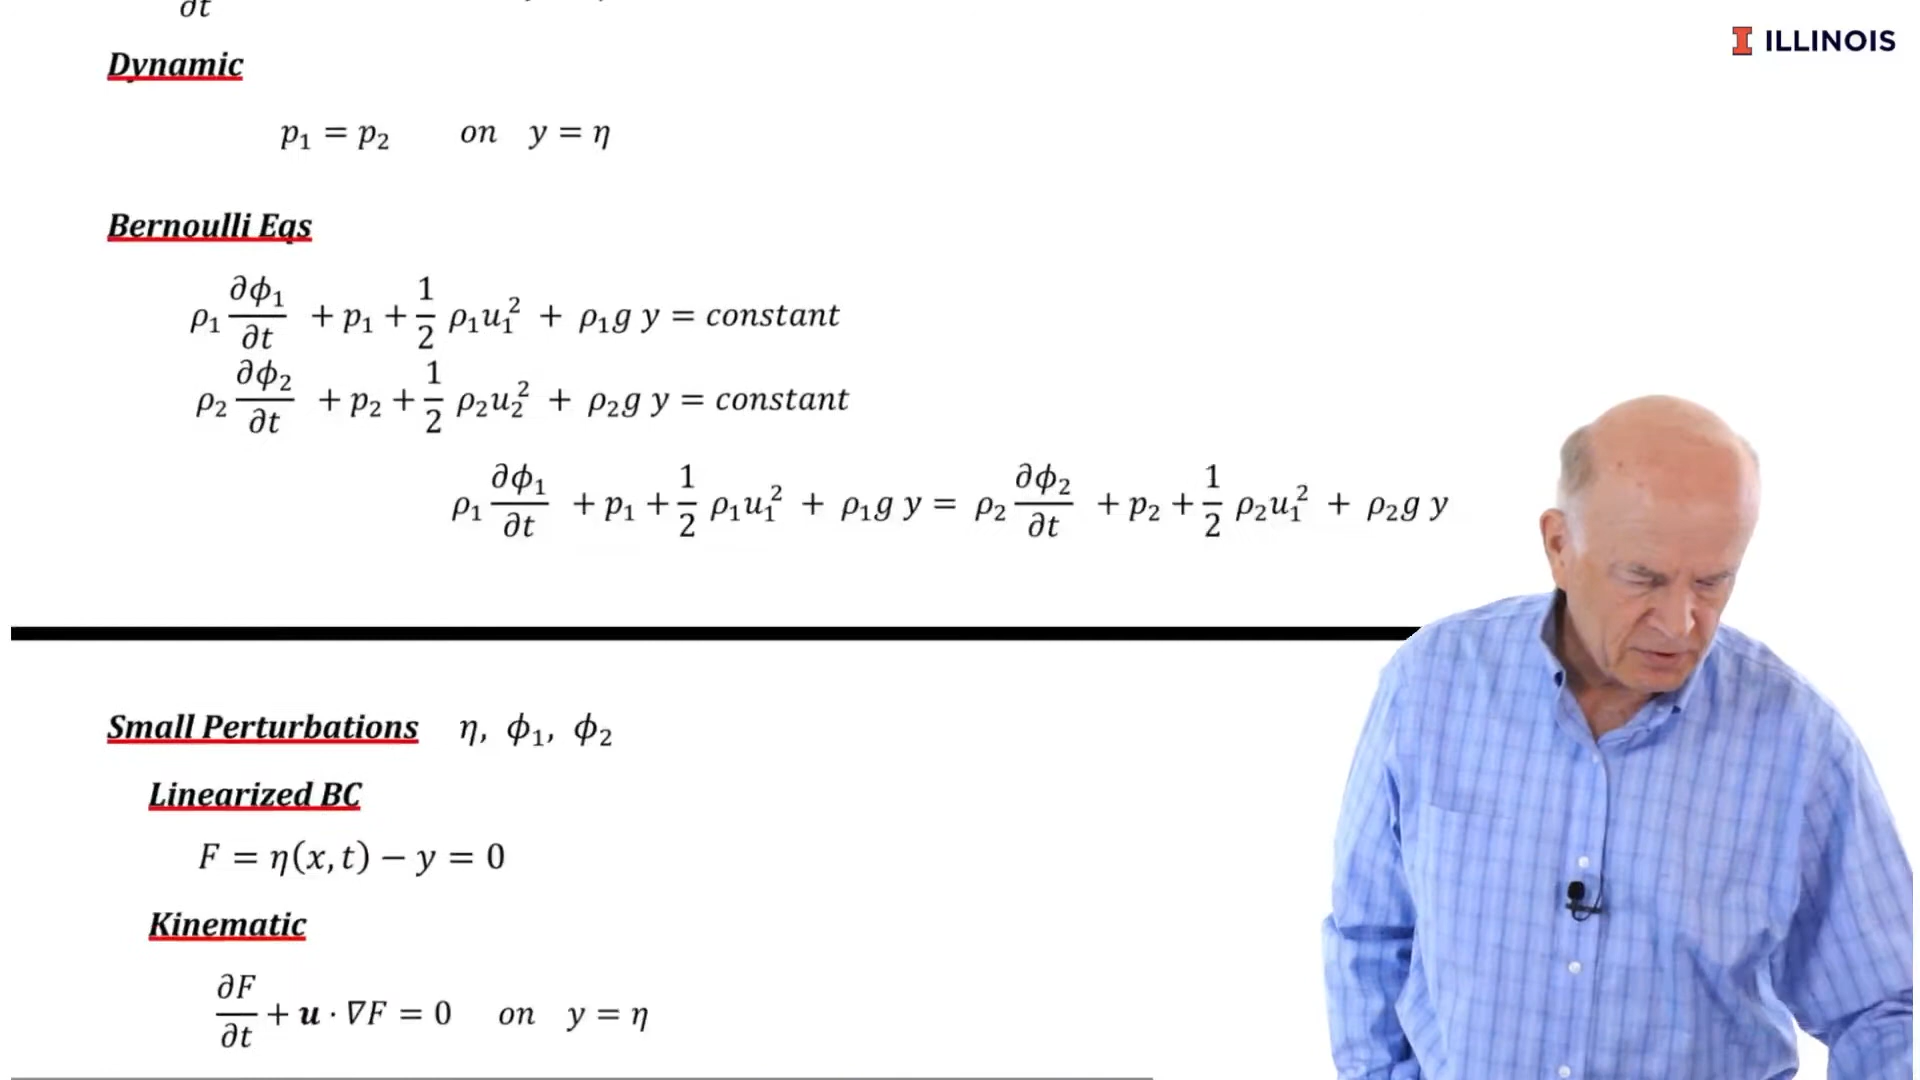 ∂t
ILLINOIS
Dynamic
p₁ = p₂ on y = η
Bernoulli Eqs
ρ₁ ∂ϕ₁/∂t + p₁ + 1/2 ρ₁u₁² + ρ₁g y = constant
ρ₂ ∂ϕ₂/∂t + p₂ + 1/2 ρ₂u₂² + ρ₂g y = constant
ρ₁ ∂ϕ₁/∂t + p₁ + 1/2 ρ₁u₁² + ρ₁g y = ρ₂ ∂ϕ₂/∂t + p₂ + 1/2 ρ₂u₁² + ρ₂g y
Small Perturbations η, ϕ₁, ϕ₂
Linearized BC
F = η(x, t) − y = 0
Kinematic
∂F/∂t + u · ∇F = 0 on y = η